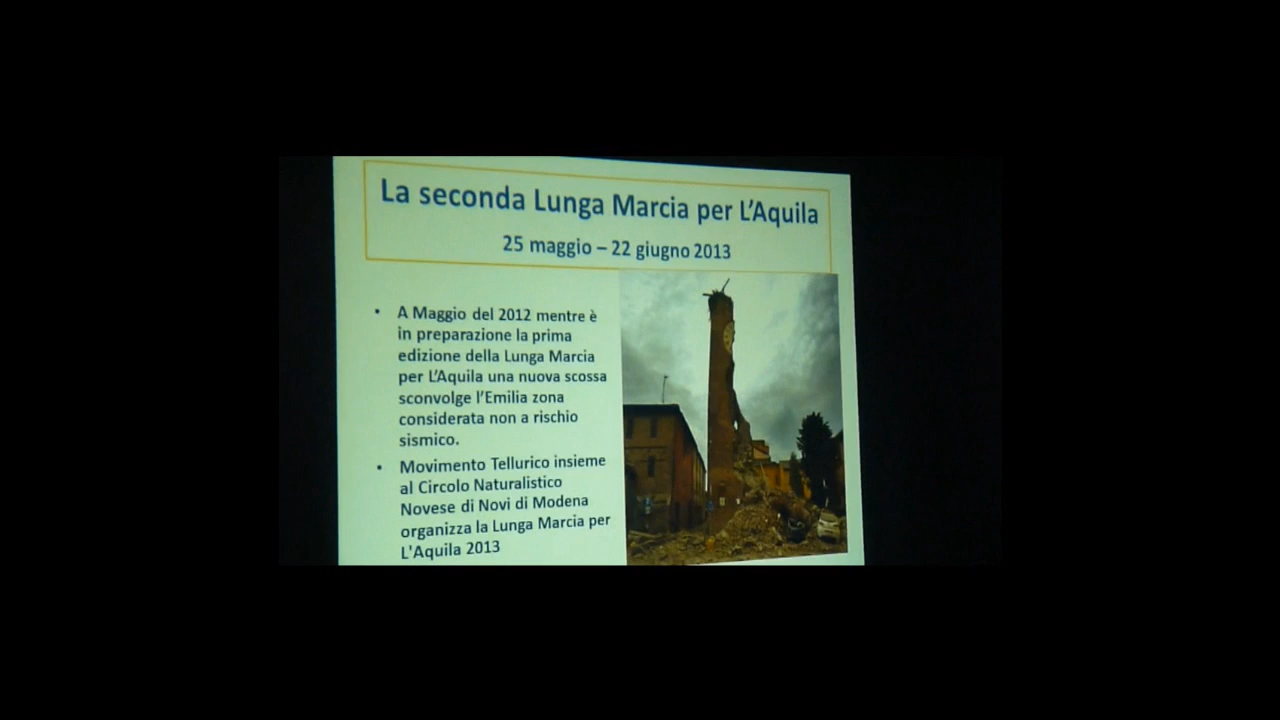 La seconda Lunga Marcia per L'Aquila
25 maggio – 22 giugno 2013
• A Maggio del 2012 mentre è
in preparazione la prima
edizione della Lunga Marcia
per L'Aquila una nuova scossa
sconvolge l'Emilia zona
considerata non a rischio
sismico.
• Movimento Tellurico insieme
al Circolo Naturalistico
Novese di Novi di Modena
organizza la Lunga Marcia per
L'Aquila 2013